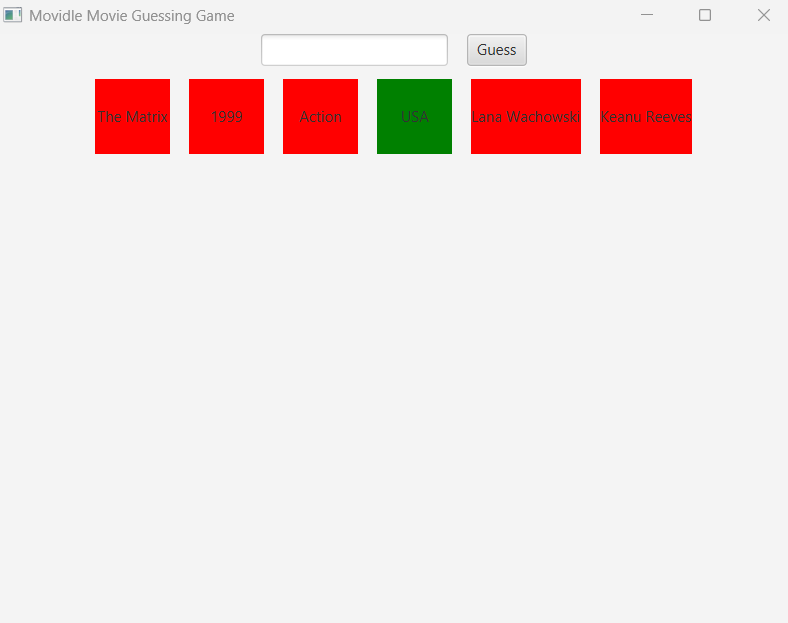 Movidle Movie Guessing Game
Guess
The Matrix 1999 Action USA Lana Wachowski Keanu Reeves